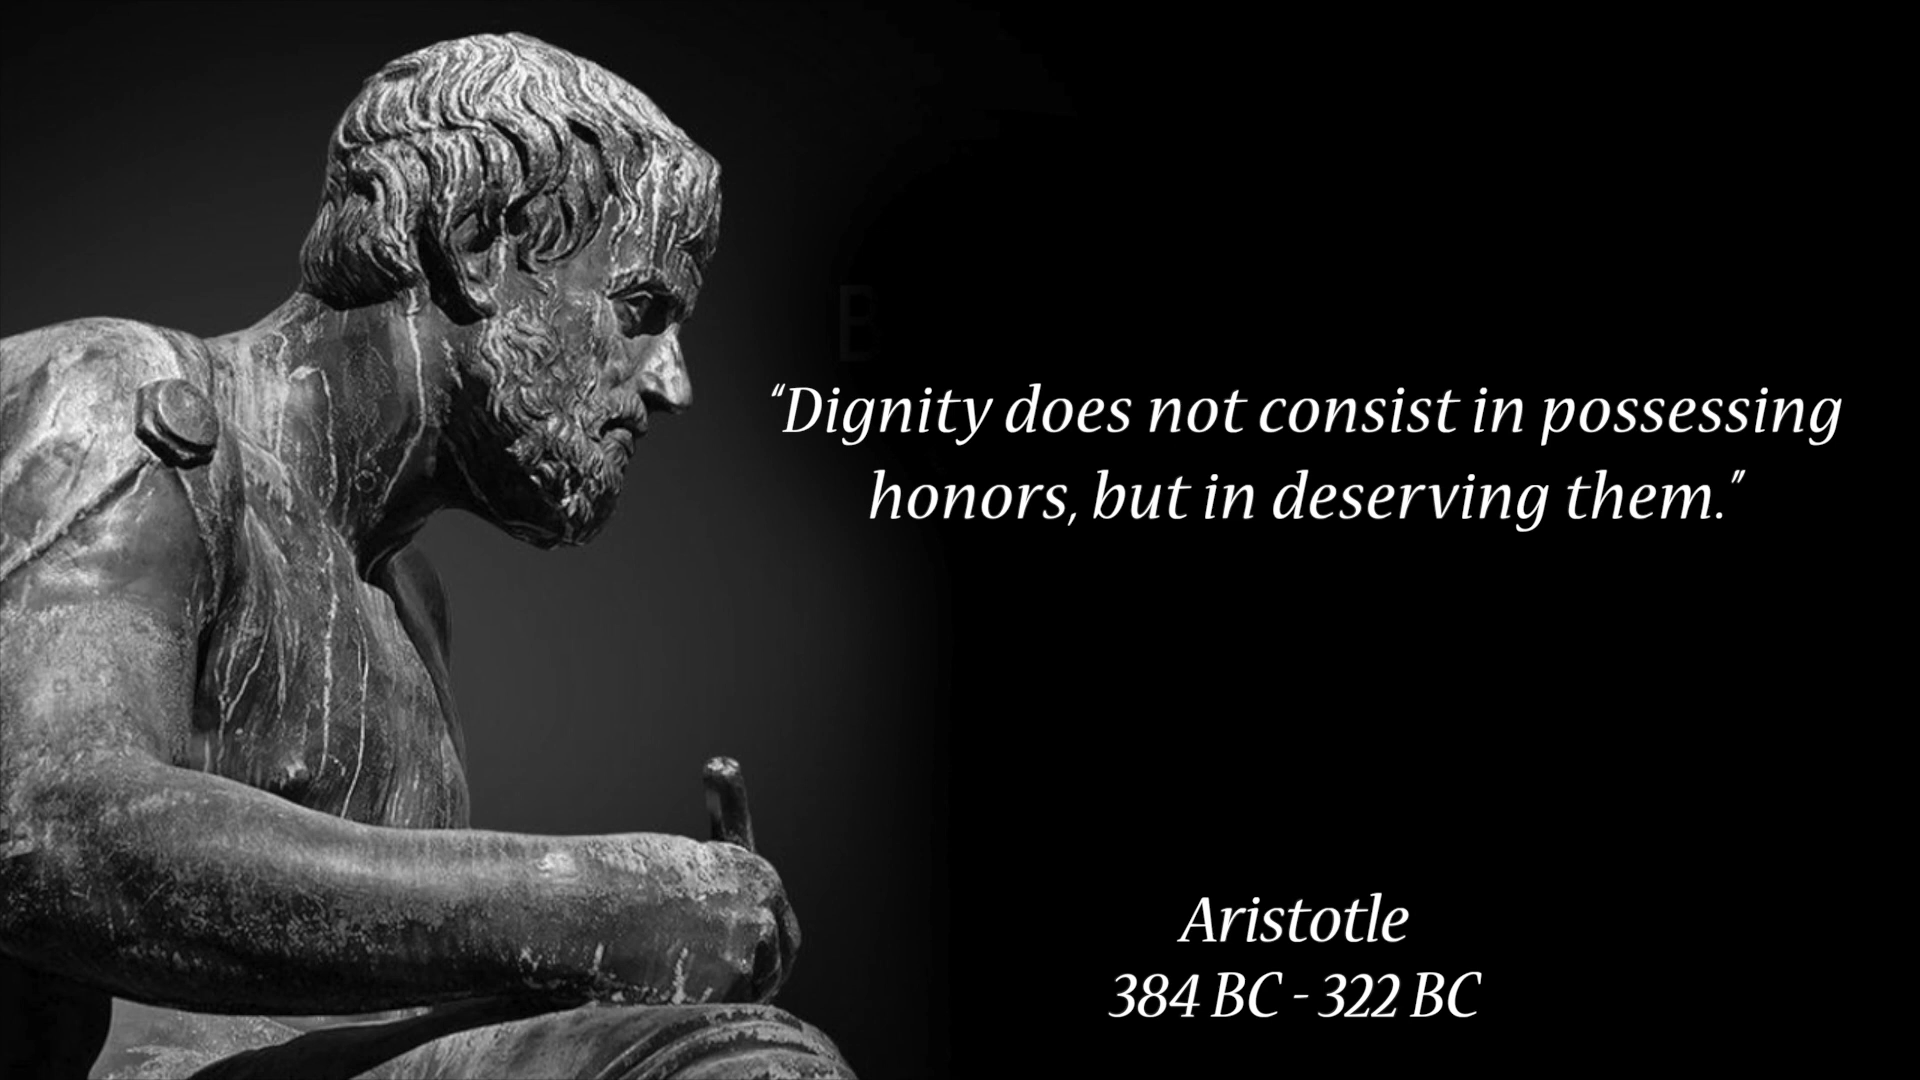 “Dignity does not consist in possessing
honors, but in deserving them.”
Aristotle
384 BC - 322 BC